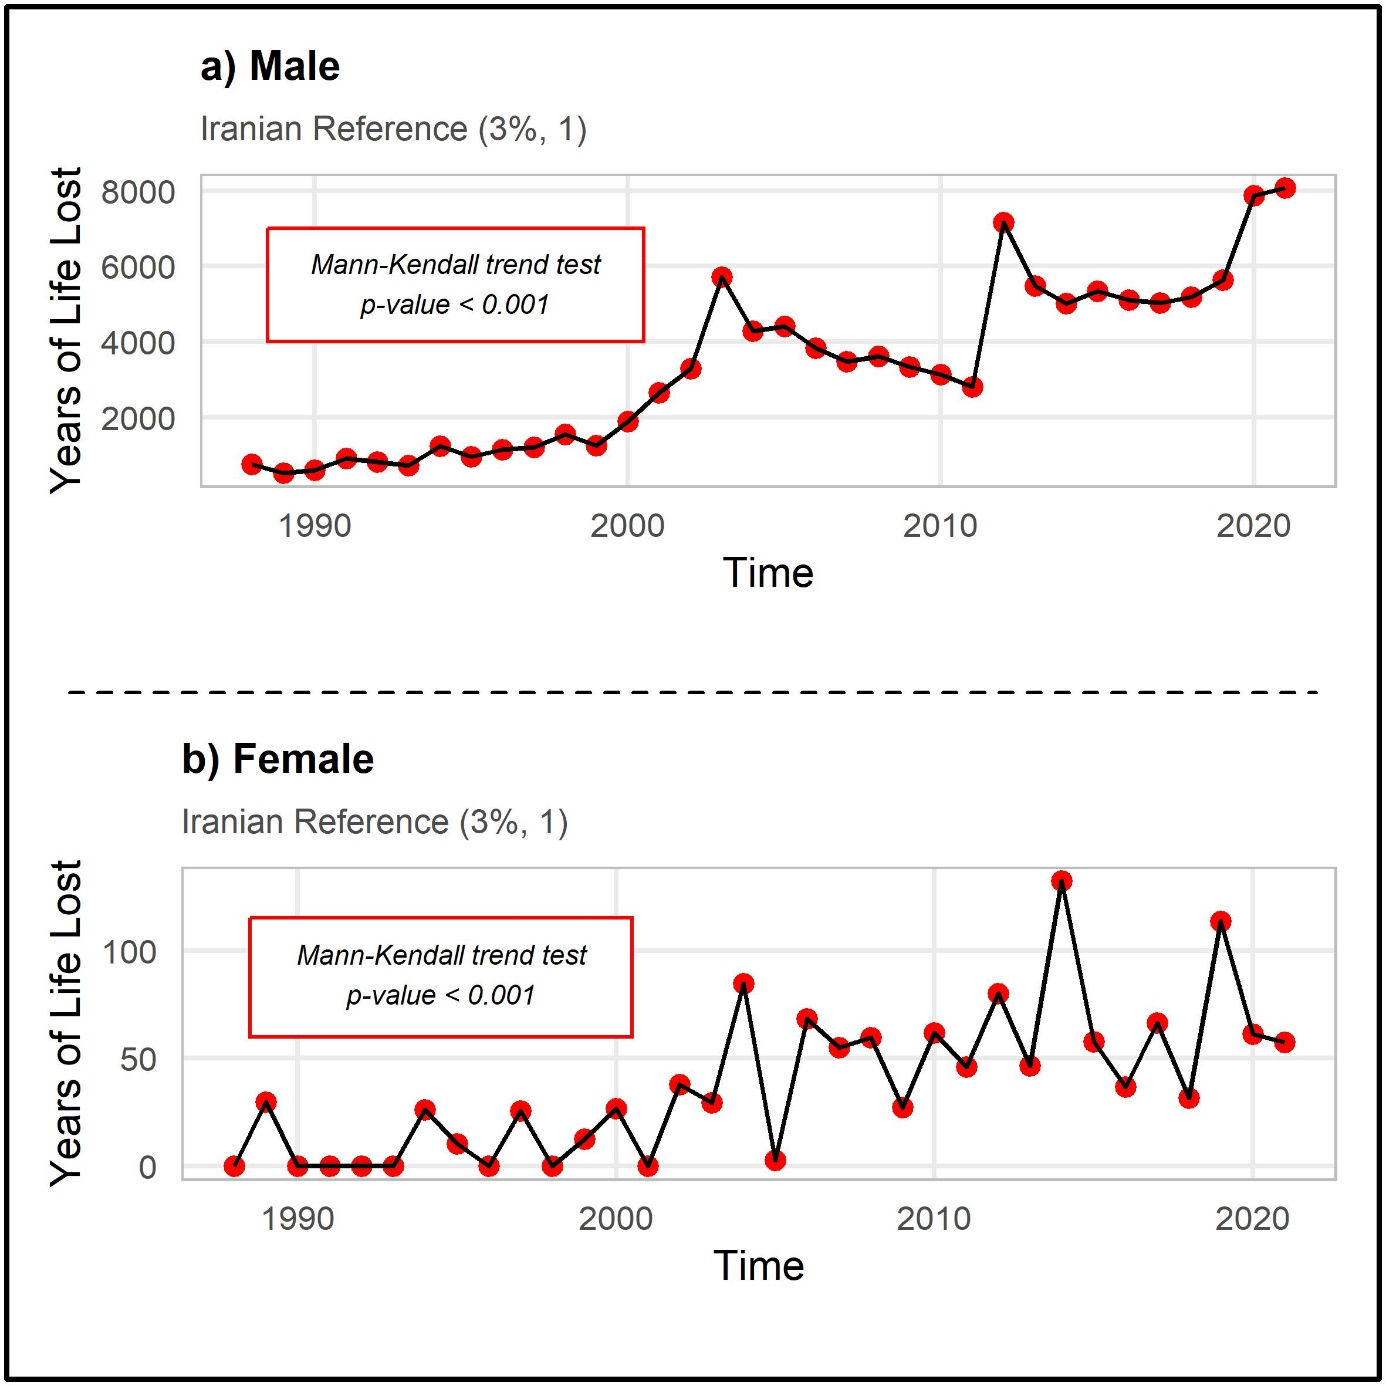 a) Male
Iranian Reference (3%, 1)
Years of Life Lost
8000
6000
4000
2000
Mann-Kendall trend test
p-value < 0.001
1990 2000 2010 2020
Time
b) Female
Iranian Reference (3%, 1)
Years of Life Lost
100
50
0
Mann-Kendall trend test
p-value < 0.001
1990 2000 2010 2020
Time